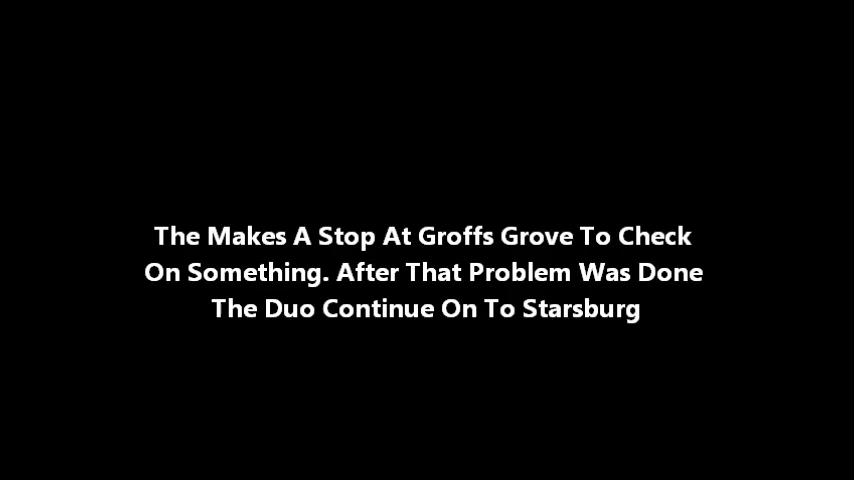 The Makes A Stop At Groffs Grove To Check
On Something. After That Problem Was Done
The Duo Continue On To Starsburg